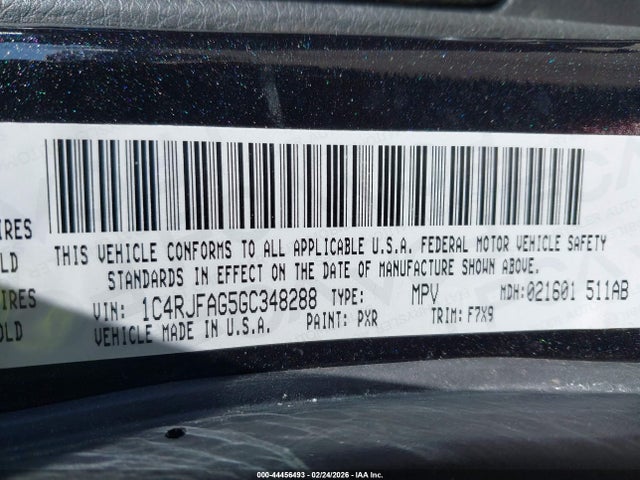 IRES
OLD
IRES
OLD
THIS VEHICLE CONFORMS TO ALL APPLICABLE U.S.A. FEDERAL MOTOR VEHICLE SAFETY
STANDARDS IN EFFECT ON THE DATE OF MANUFACTURE SHOWN ABOVE.
VIN: 1C4RJFAG5GC348288 TYPE: MPV MDH:021601 511AB
VEHICLE MADE IN U.S.A. PAINT: PXR TRIM: F7X9
000-44456493 - 02/24/2026 - IAA Inc.